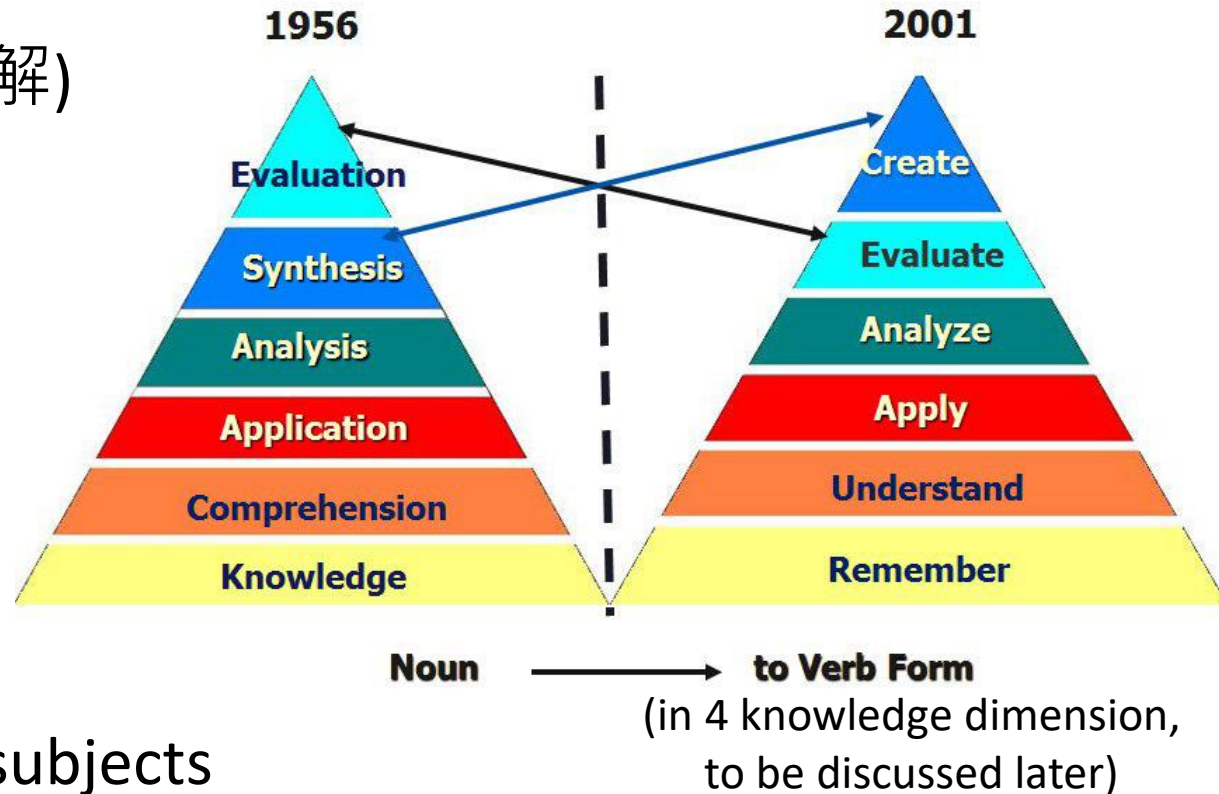 1956
2001
解)
Evaluation
Create
Synthesis
Evaluate
Analysis
Analyze
Application
Apply
Comprehension
Understand
Knowledge
Remember
Noun
to Verb Form
(in 4 knowledge dimension,
to be discussed later)
subjects